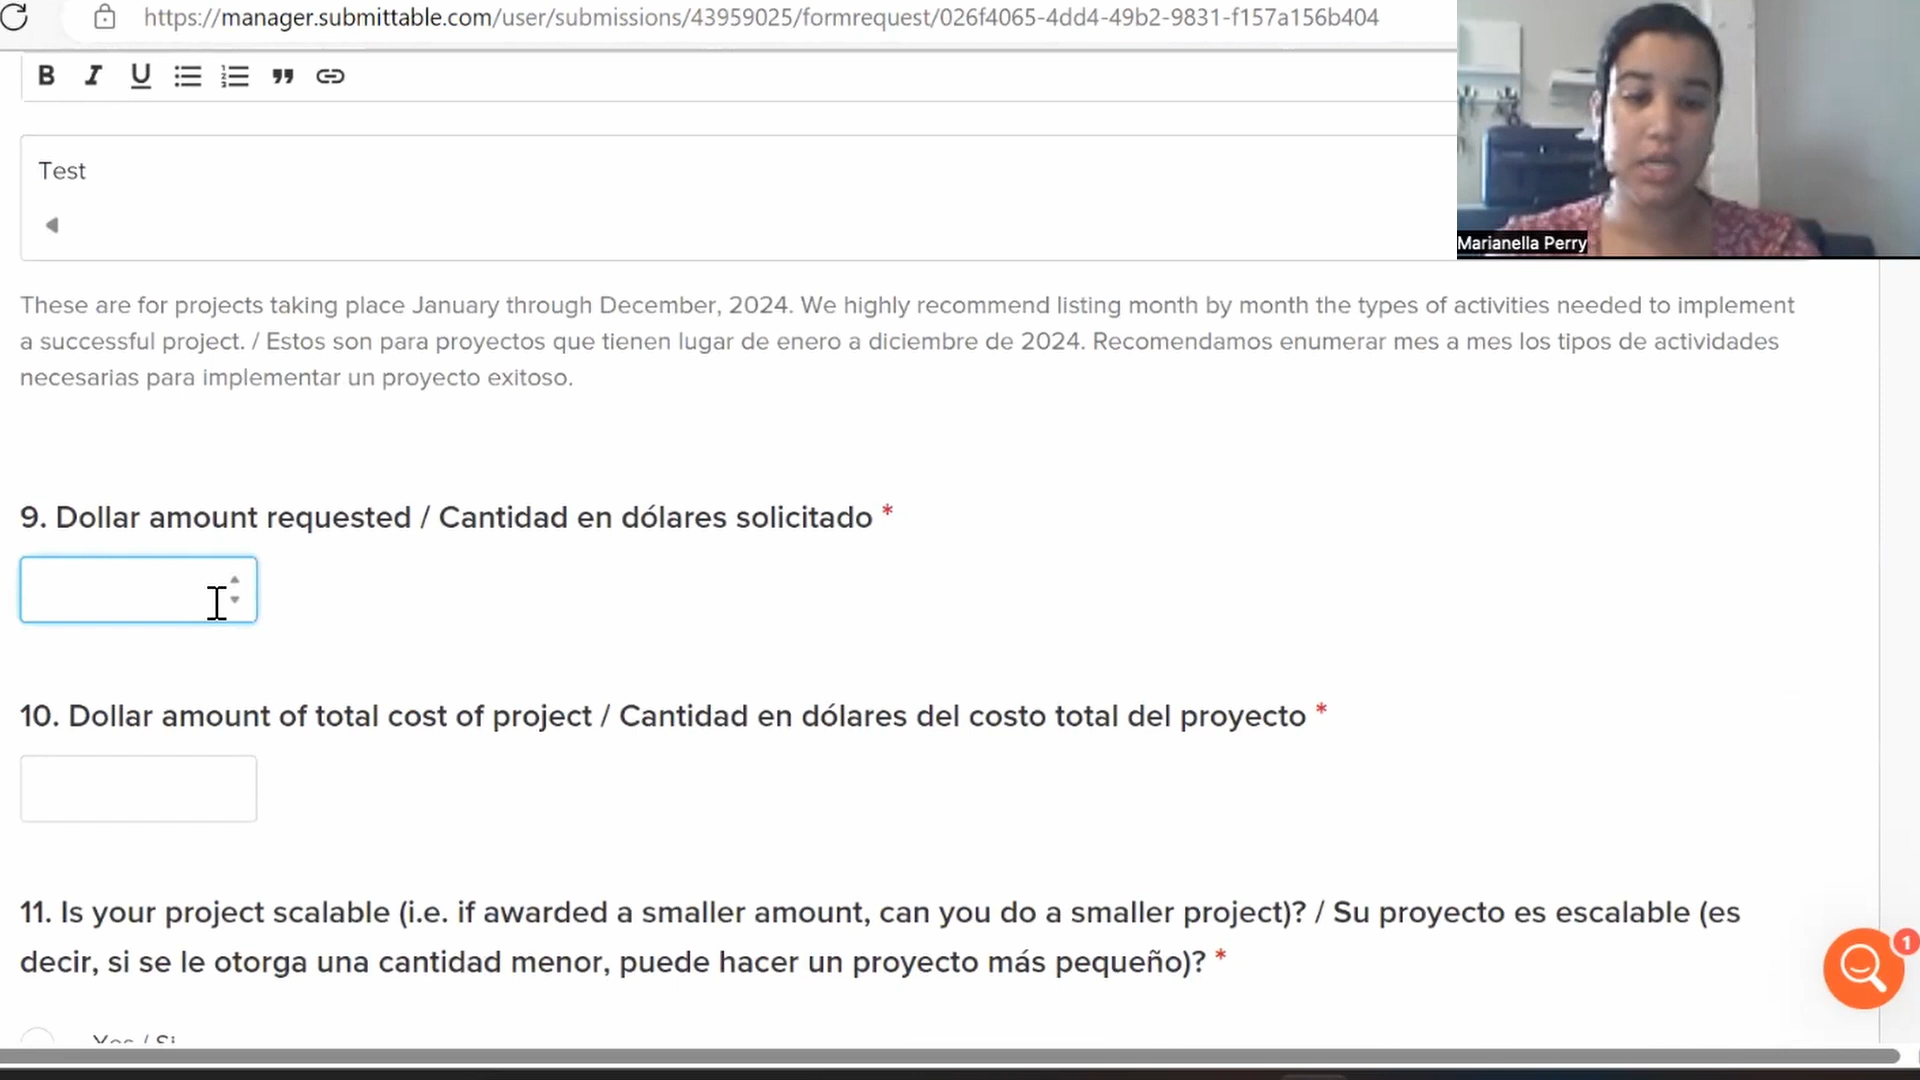 https://manager.submittable.com/user/submissions/43959025/formrequest/026f4065-4dd4-49b2-9831-f157a156b404
B I U
Test
Marianella Perry
These are for projects taking place January through December, 2024. We highly recommend listing month by month the types of activities needed to implement
a successful project. / Estos son para proyectos que tienen lugar de enero a diciembre de 2024. Recomendamos enumerar mes a mes los tipos de actividades
necesarias para implementar un proyecto exitoso.
9. Dollar amount requested / Cantidad en dólares solicitado *
10. Dollar amount of total cost of project / Cantidad en dólares del costo total del proyecto *
11. Is your project scalable (i.e. if awarded a smaller amount, can you do a smaller project)? / Su proyecto es escalable (es
decir, si se le otorga una cantidad menor, puede hacer un proyecto más pequeño)? *
1
Yes / Si